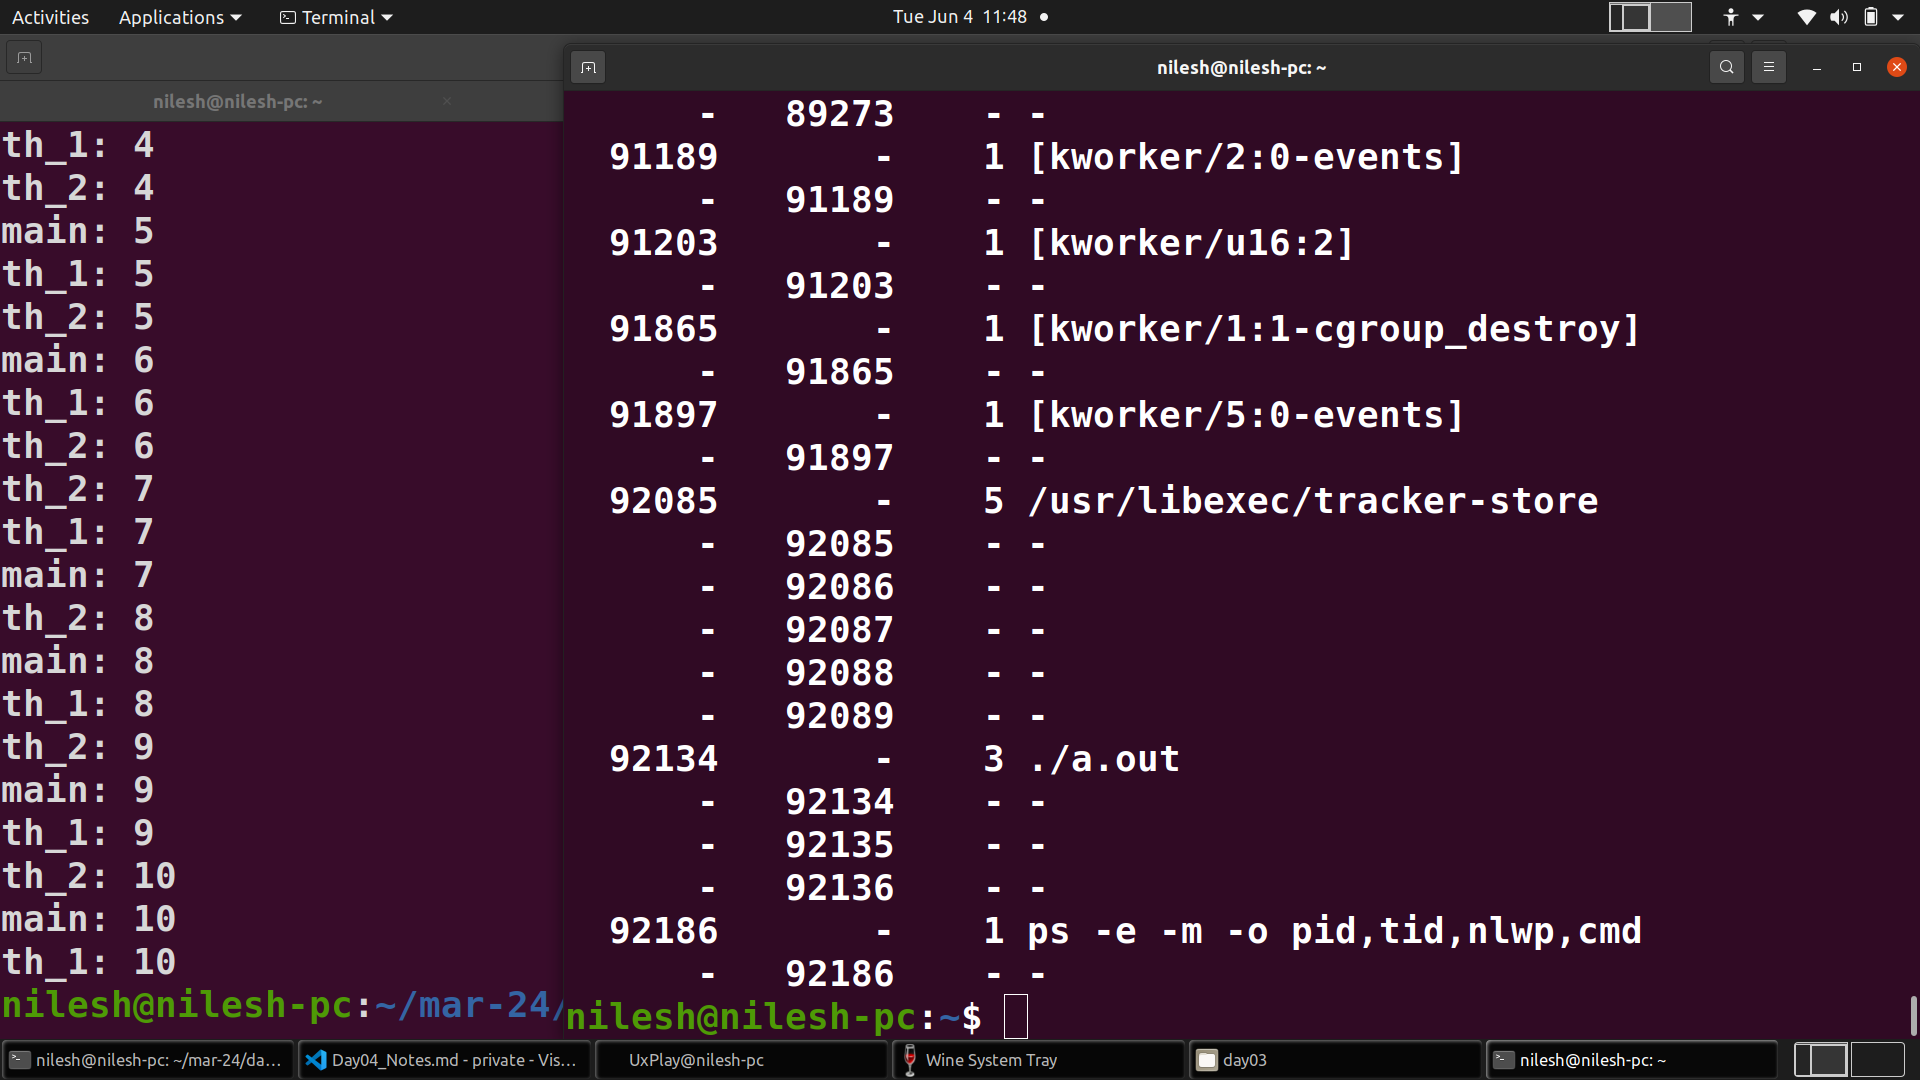 Activities Applications Terminal Tue Jun 4 11:48
nilesh@nilesh-pc: ~
th_1: 4
th_2: 4
main: 5
th_1: 5
th_2: 5
main: 6
th_1: 6
th_2: 6
th_2: 7
th_1: 7
main: 7
th_2: 8
main: 8
th_1: 8
th_2: 9
main: 9
th_1: 9
th_2: 10
main: 10
th_1: 10
nilesh@nilesh-pc:~/mar-24/
nilesh@nilesh-pc: ~
- 89273 - -
91189 - 1 [kworker/2:0-events]
- 91189 - -
91203 - 1 [kworker/u16:2]
- 91203 - -
91865 - 1 [kworker/1:1-cgroup_destroy]
- 91865 - -
91897 - 1 [kworker/5:0-events]
- 91897 - -
92085 - 5 /usr/libexec/tracker-store
- 92085 - -
- 92086 - -
- 92087 - -
- 92088 - -
- 92089 - -
92134 - 3 ./a.out
- 92134 - -
- 92135 - -
- 92136 - -
92186 - 1 ps -e -m -o pid,tid,nlwp,cmd
- 92186 - -
nilesh@nilesh-pc:~$
nilesh@nilesh-pc: ~/mar-24/da... Day04_Notes.md - private - Vis... UxPlay@nilesh-pc Wine System Tray day03 nilesh@nilesh-pc: ~